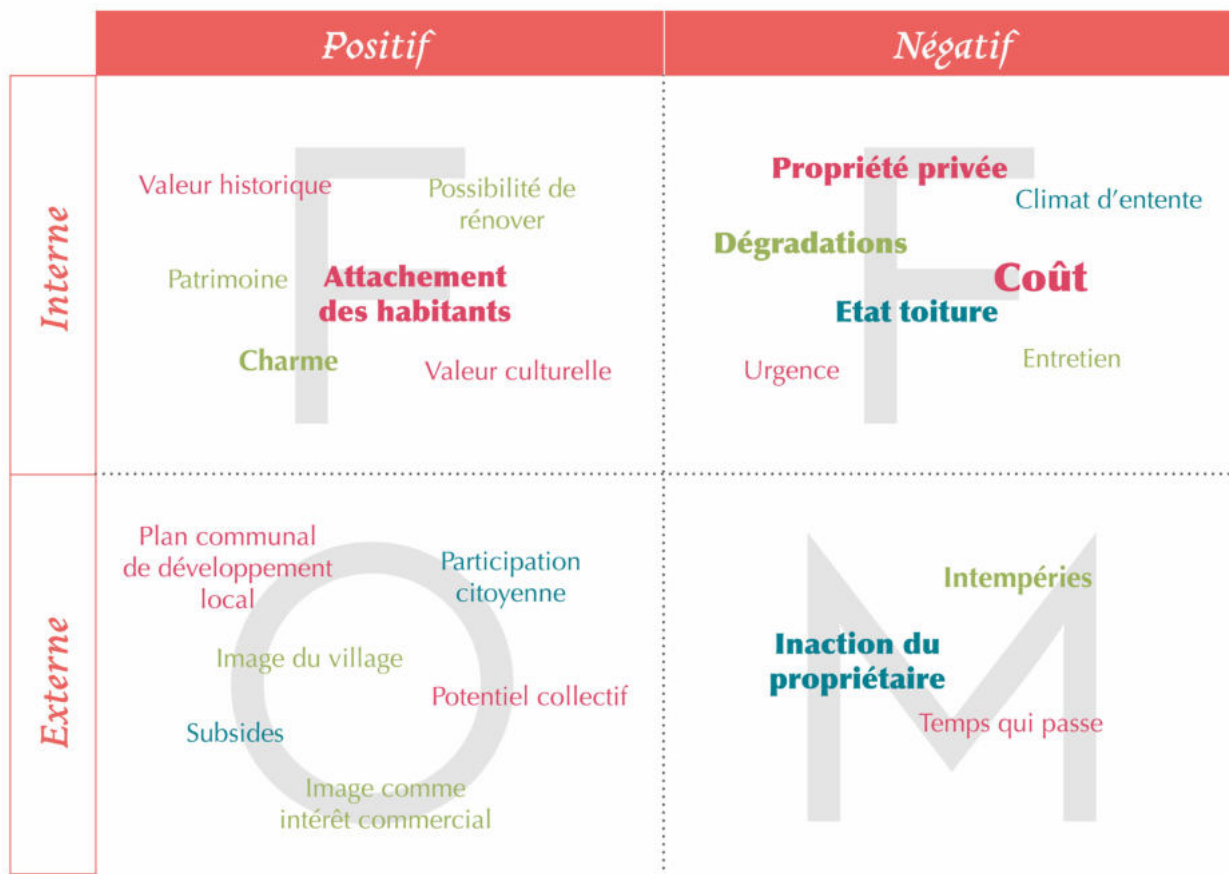 Positif
Négatif
Interne
F
Valeur historique
Possibilité de
rénover
Patrimoine
Attachement
des habitants
Charme
Valeur culturelle
F
Propriété privée
Climat d'entente
Dégradations
Coût
Etat toiture
Urgence
Entretien
Externe
O
Plan communal
de développement
local
Participation
citoyenne
Image du village
Potentiel collectif
Subsides
Image comme
intérêt commercial
M
Intempéries
Inaction du
propriétaire
Temps qui passe